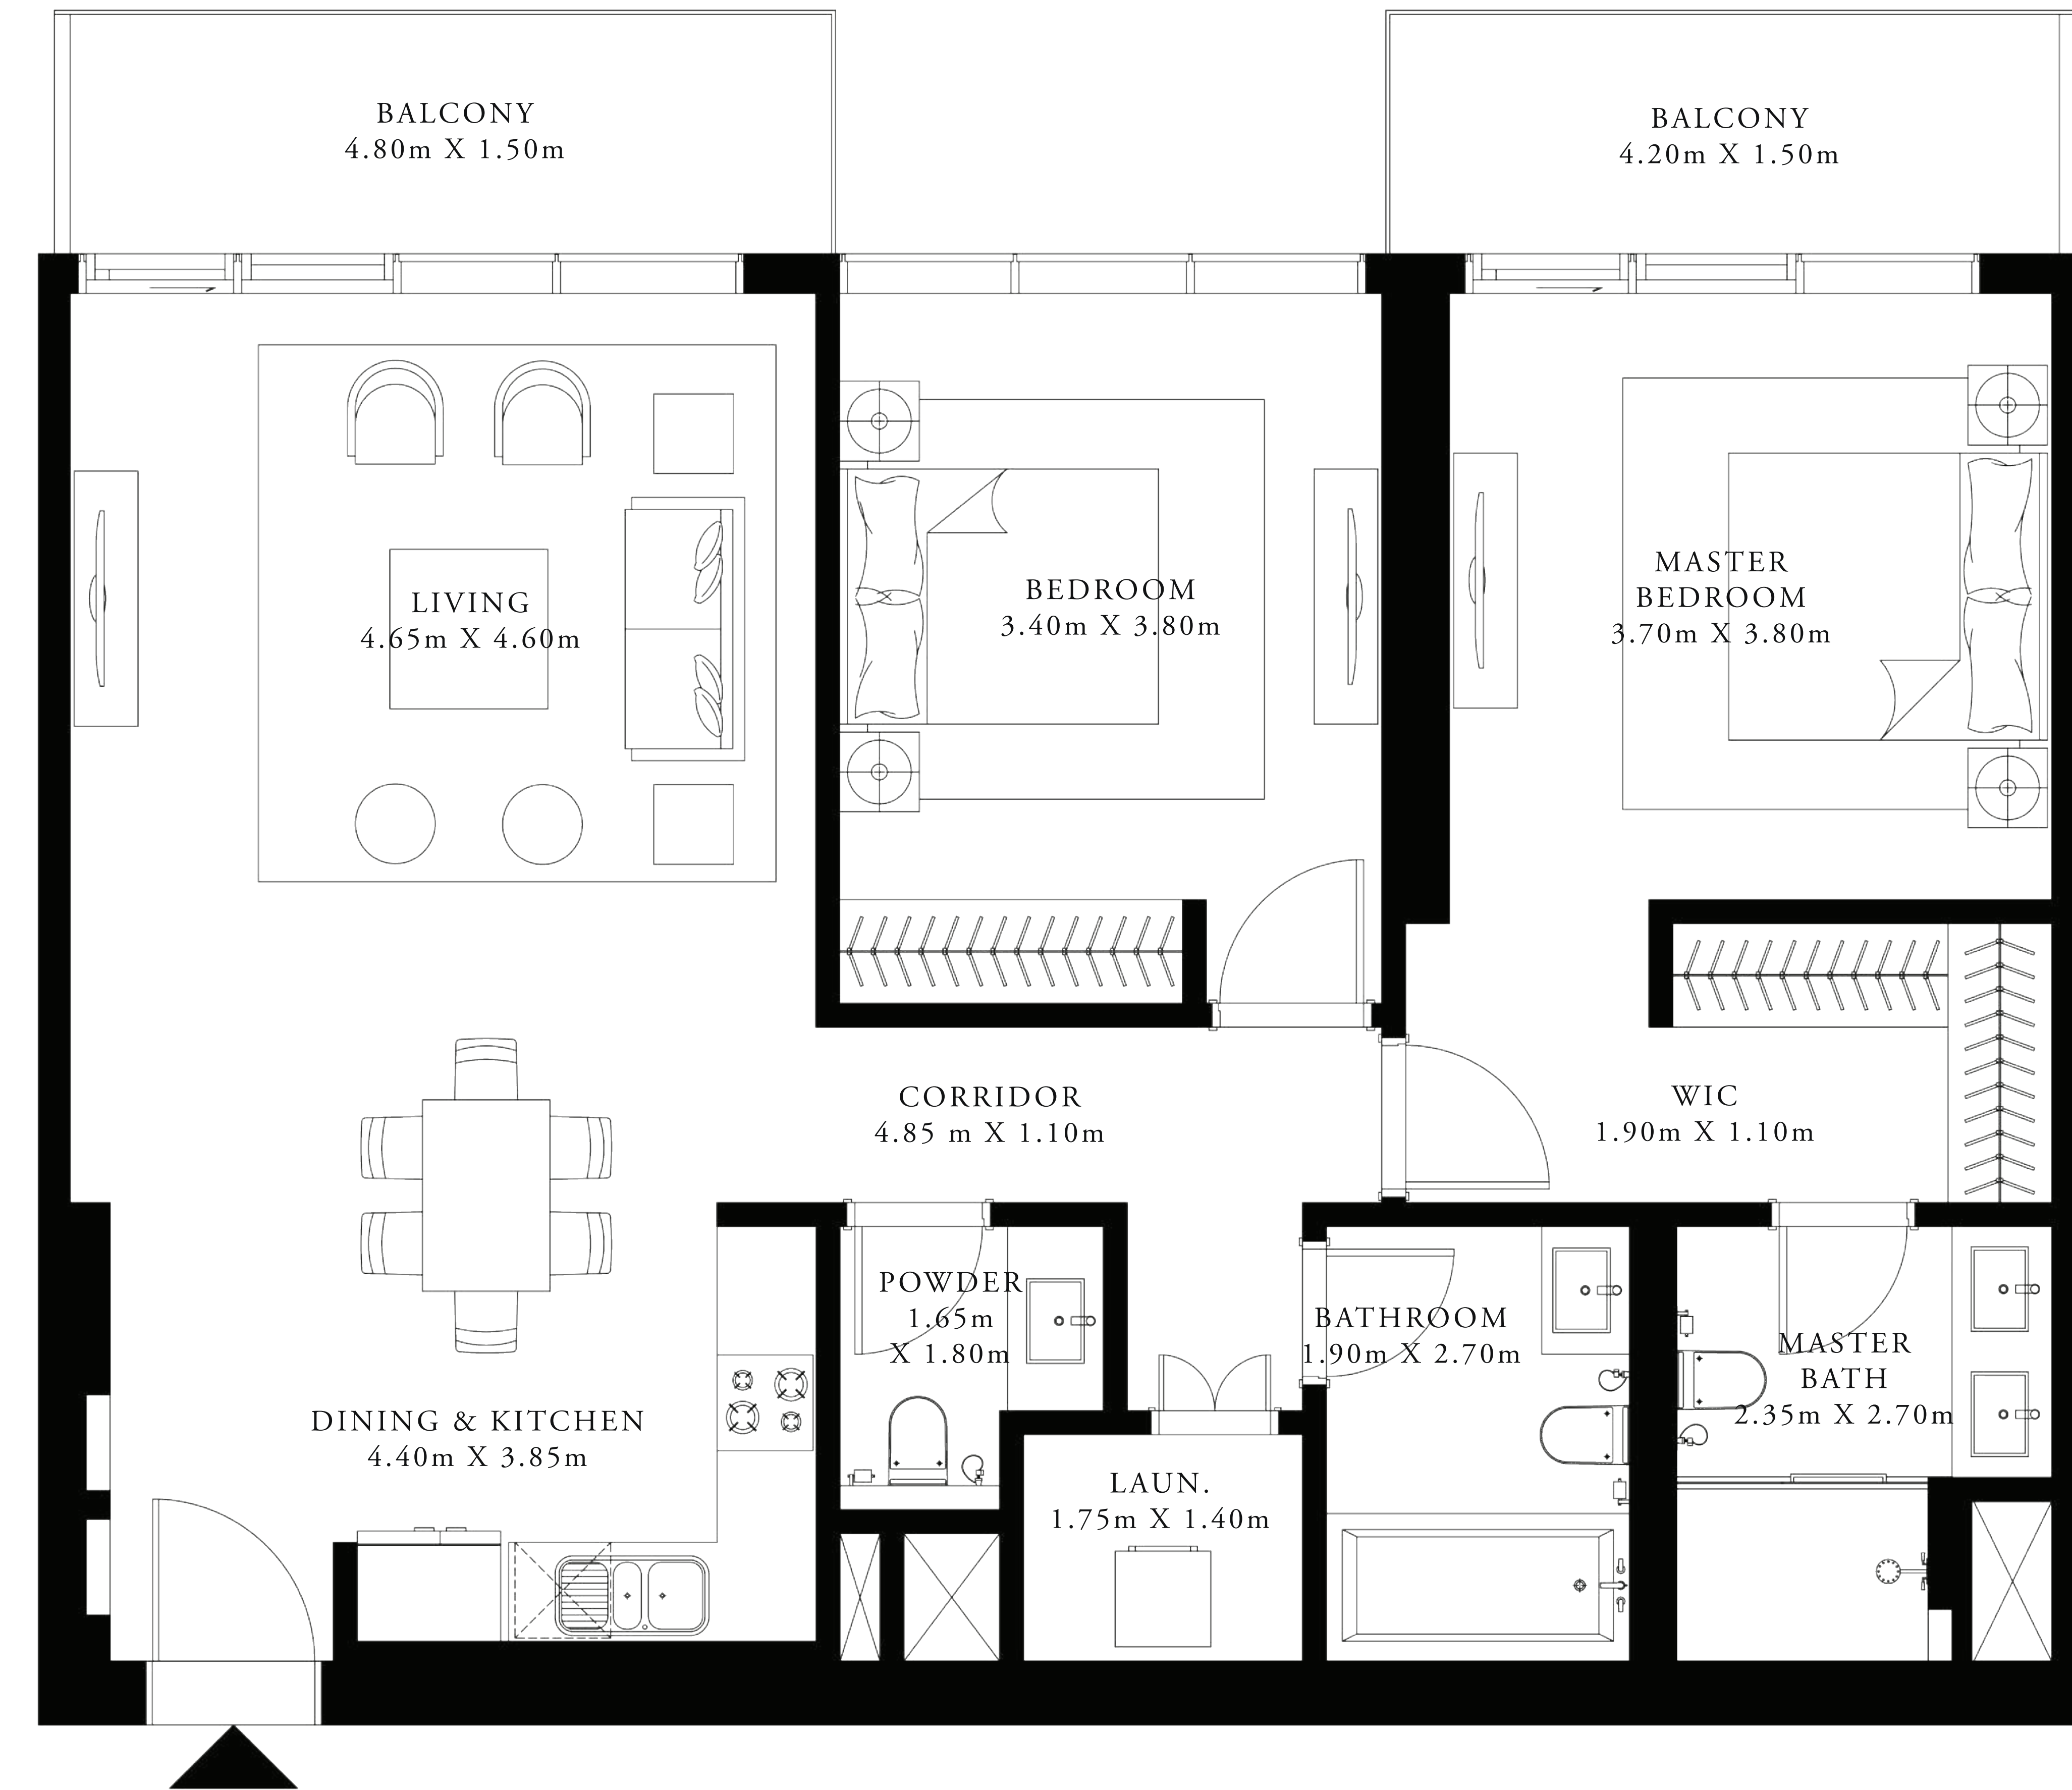 BALCONY
4.80m X 1.50m
BALCONY
4.20m X 1.50m
LIVING
4.65m X 4.60m
BEDROOM
3.40m X 3.80m
MASTER
BEDROOM
3.70m X 3.80m
CORRIDOR
4.85 m X 1.10m
WIC
1.90m X 1.10m
POWDER
1.65m
X 1.80m
BATHROOM
1.90m X 2.70m
MASTER
BATH
2.35m X 2.70m
DINING & KITCHEN
4.40m X 3.85m
LAUN.
1.75m X 1.40m